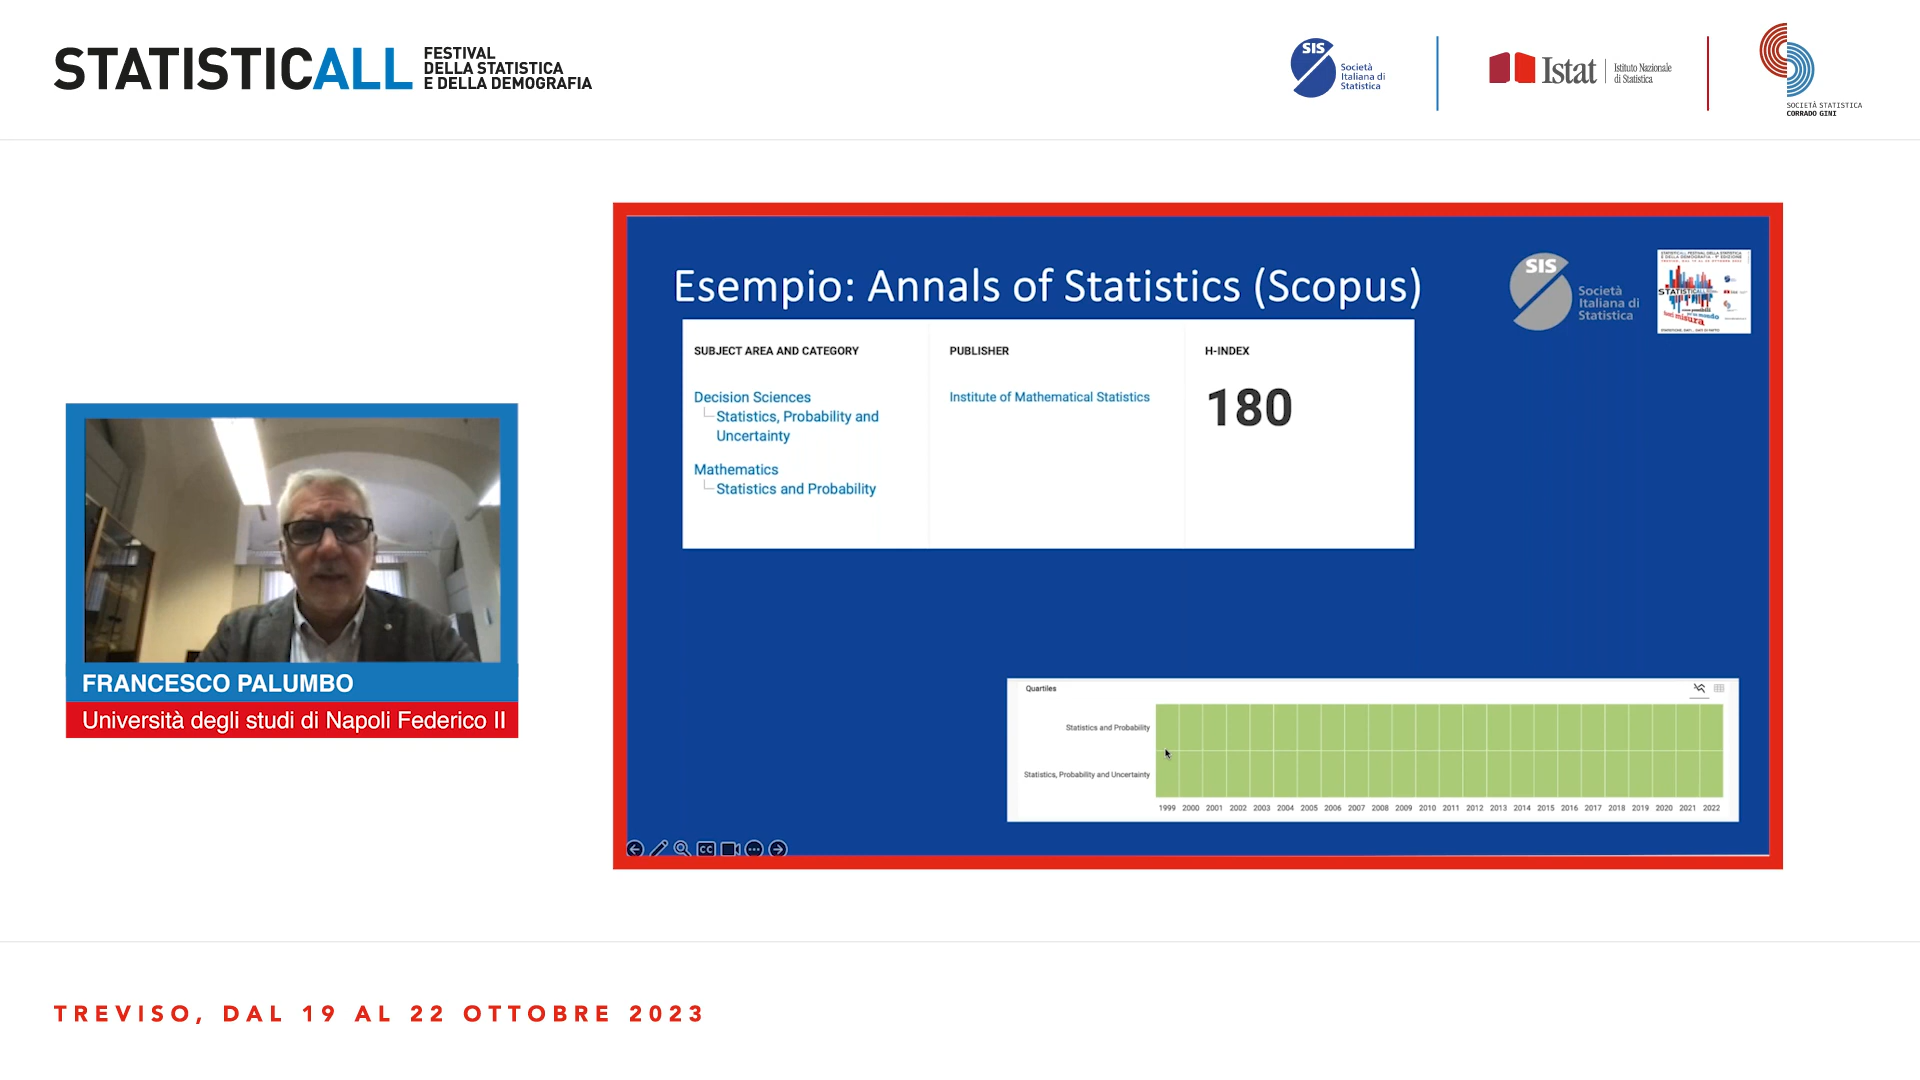 STATISTICALL
FESTIVAL
DELLA STATISTICA
E DELLA DEMOGRAFIA
SIS
Società
Italiana di
Statistica
Istat
Istituto Nazionale
di Statistica
SOCIETÀ STATISTICA
CORRADO GINI
Esempio: Annals of Statistics (Scopus)
SIS
Società
Italiana di
Statistica
STATISTICALL
SUBJECT AREA AND CATEGORY
PUBLISHER
H-INDEX
Decision Sciences
Statistics, Probability and
Uncertainty
Mathematics
Statistics and Probability
Institute of Mathematical Statistics
180
FRANCESCO PALUMBO
Università degli studi di Napoli Federico II
Quartiles
Statistics and Probability
Statistics, Probability and Uncertainty
1999 2000 2001 2002 2003 2004 2005 2006 2007 2008 2009 2010 2011 2012 2013 2014 2015 2016 2017 2018 2019 2020 2021 2022
CC
TREVISO, DAL 19 AL 22 OTTOBRE 2023